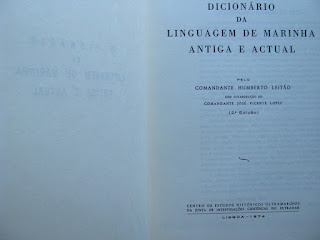 DICIONÁRIO
DA
LINGUAGEM DE MARINHA
ANTIGA E ACTUAL
PELO
COMANDANTE HUMBERTO LEITÃO
COM COLABORAÇÃO DO
COMANDANTE JOSÉ VICENTE LOPES
(2ª Edição)
CENTRO DE ESTUDOS HISTÓRICOS ULTRAMARINOS
DA JUNTA DE INVESTIGAÇÕES CIENTÍFICAS DO ULTRAMAR
LISBOA - 1974